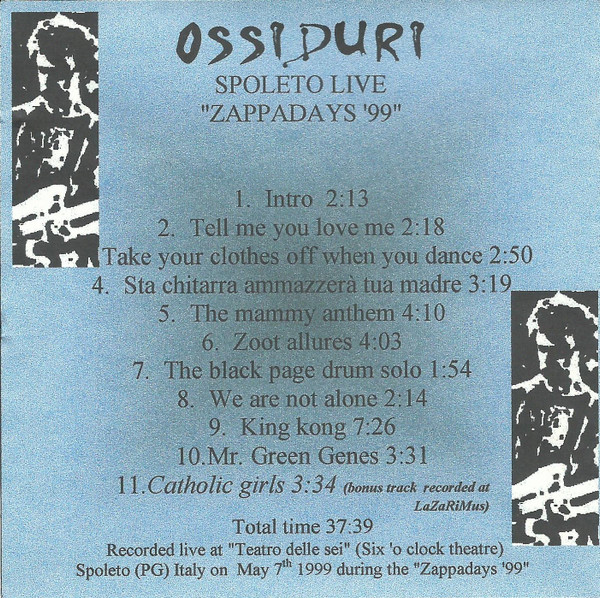 OSSI DURI
SPOLETO LIVE
"ZAPPADAYS '99"
1. Intro 2:13
2. Tell me you love me 2:18
Take your clothes off when you dance 2:50
4. Sta chitarra ammazzerà tua madre 3:19
5. The mammy anthem 4:10
6. Zoot allures 4:03
7. The black page drum solo 1:54
8. We are not alone 2:14
9. King kong 7:26
10.Mr. Green Genes 3:31
11.Catholic girls 3:34 (bonus track recorded at
LaZaRiMus)
Total time 37:39
Recorded live at "Teatro delle sei" (Six 'o clock theatre)
Spoleto (PG) Italy on May 7th 1999 during the "Zappadays '99"